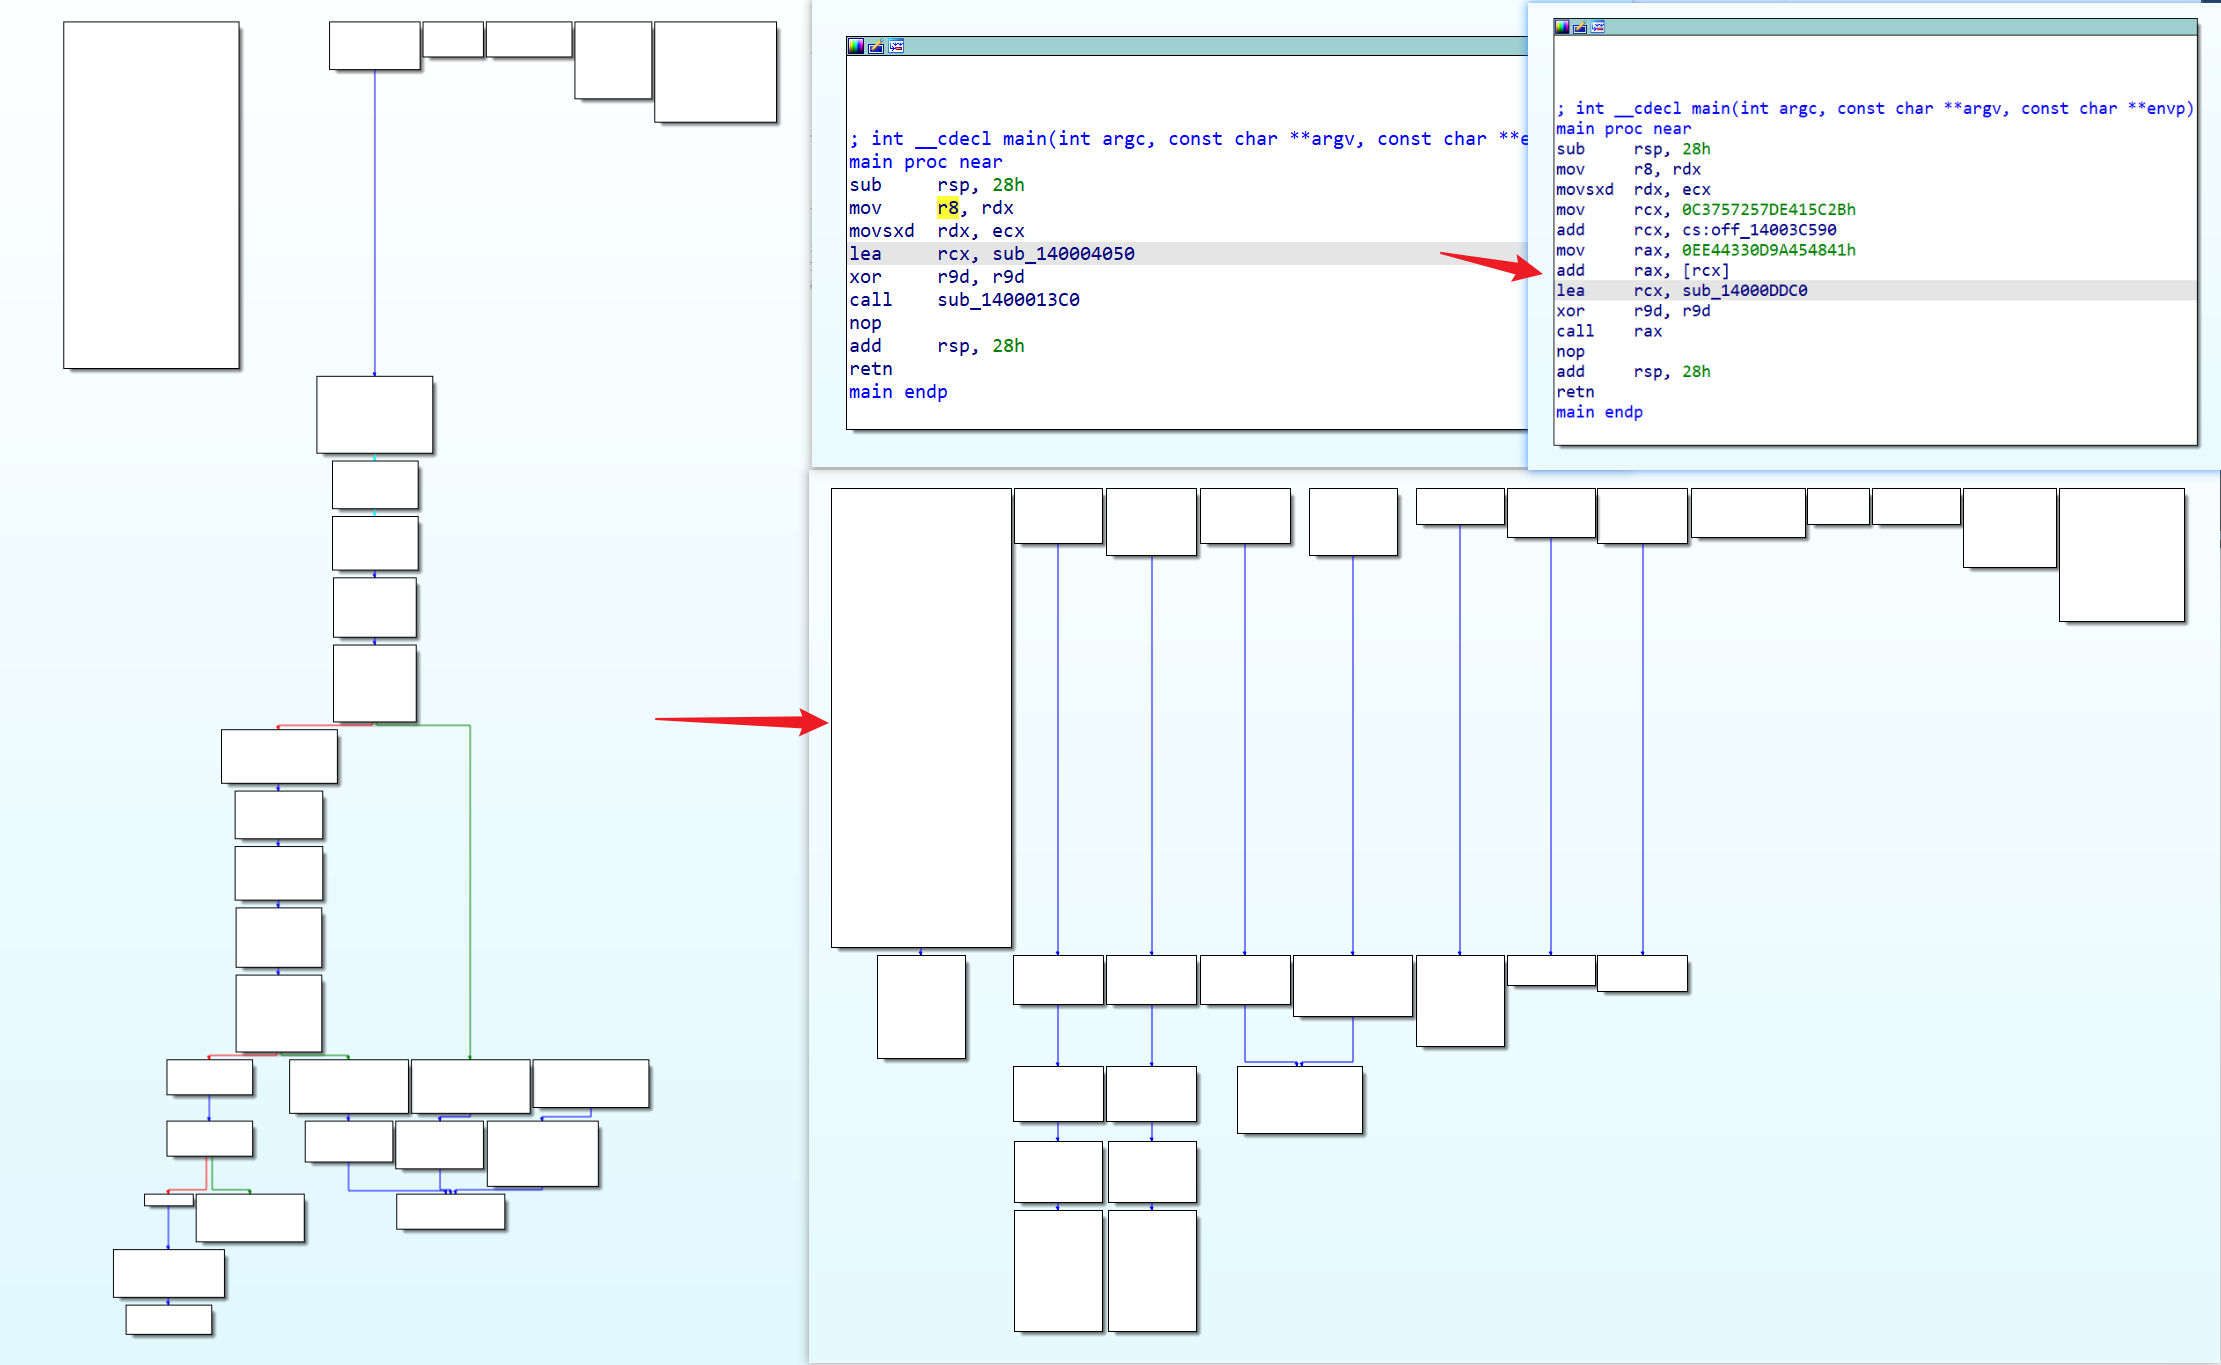 ; int __cdecl main(int argc, const char **argv, const char **e
main proc near
sub rsp, 28h
mov r8, rdx
movsxd rdx, ecx
lea rcx, sub_140004050
xor r9d, r9d
call sub_1400013C0
nop
add rsp, 28h
retn
main endp
; int __cdecl main(int argc, const char **argv, const char **envp)
main proc near
sub rsp, 28h
mov r8, rdx
movsxd rdx, ecx
mov rcx, 0C3757257DE415C2Bh
add rcx, cs:off_14003C590
mov rax, 0EE44330D9A454841h
add rax, [rcx]
lea rcx, sub_14000DDC0
xor r9d, r9d
call rax
nop
add rsp, 28h
retn
main endp